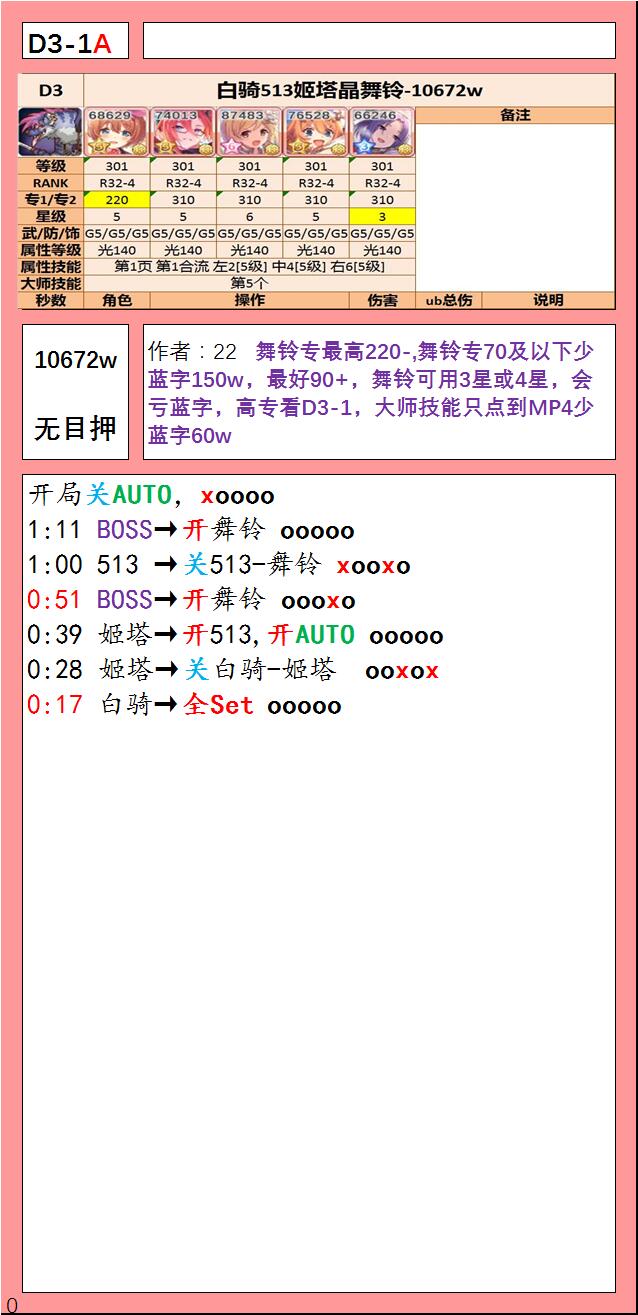 D3-1A
D3 白骑513姬塔晶舞铃-10672w
68629 74013 87483 76528 66246 备注
等级 301 301 301 301 301
RANK R32-4 R32-4 R32-4 R32-4 R32-4
专1/专2 220 310 310 310 310
星级 5 5 6 5 3
武/防/饰 G5/G5/G5 G5/G5/G5 G5/G5/G5 G5/G5/G5 G5/G5/G5
属性等级 光140 光140 光140 光140 光140
属性技能 第1页 第1合流 左2[5级] 中4[5级] 右6[5级]
大师技能 第5个
秒数 角色 操作 伤害 ub总伤 说明
10672w
无目押
作者：22 舞铃专最高220-,舞铃专70及以下少
蓝字150w，最好90+，舞铃可用3星或4星，会
亏蓝字，高专看D3-1，大师技能只点到MP4少
蓝字60w
开局关AUTO，xoooo
1:11 BOSS→开舞铃 ooooo
1:00 513 →关513-舞铃 xooxo
0:51 BOSS→开舞铃 oooxo
0:39 姬塔→开513,开AUTO ooooo
0:28 姬塔→关白骑-姬塔 ooxox
0:17 白骑→全Set ooooo
0